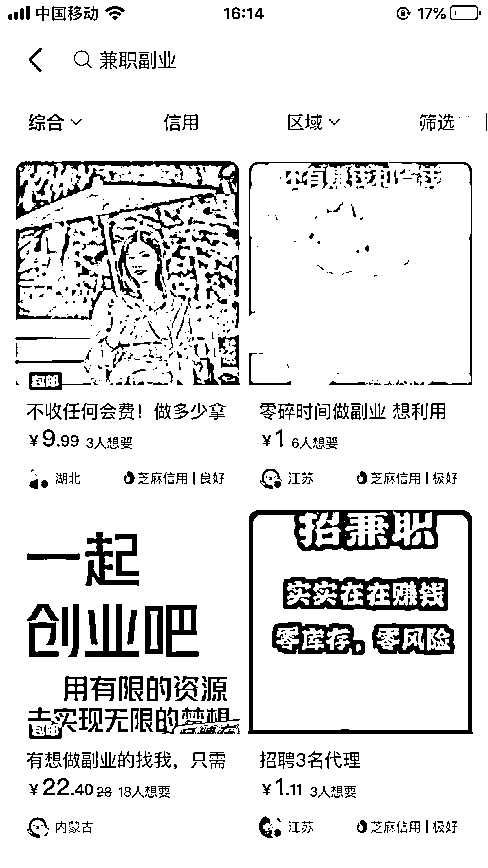 中国移动 16:14 17%
兼职副业
综合 信用 区域 筛选
包邮
不收任何会费！做多少拿
¥9.99 3人想要
湖北 芝麻信用 | 良好
零碎时间做副业 想利用
¥1 6人想要
江苏 芝麻信用 | 极好
一起
创业吧
用有限的资源
去实现无限的梦想
包邮
有想做副业的找我，只需
¥22.40 28 18人想要
内蒙古
招兼职
实实在在赚钱
零库存，零风险
招聘3名代理
¥1.11 3人想要
江苏 芝麻信用 | 极好